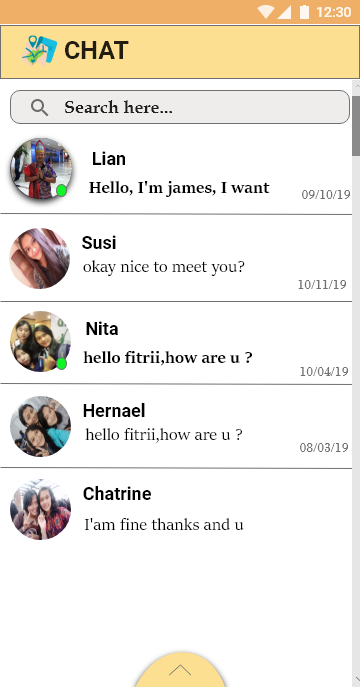 12:30
CHAT
Search here...
Lian
Hello, I'm james, I want
09/10/19
Susi
okay nice to meet you?
10/11/19
Nita
hello fitrii,how are u ?
10/04/19
Hernael
hello fitrii,how are u ?
08/03/19
Chatrine
I'am fine thanks and u